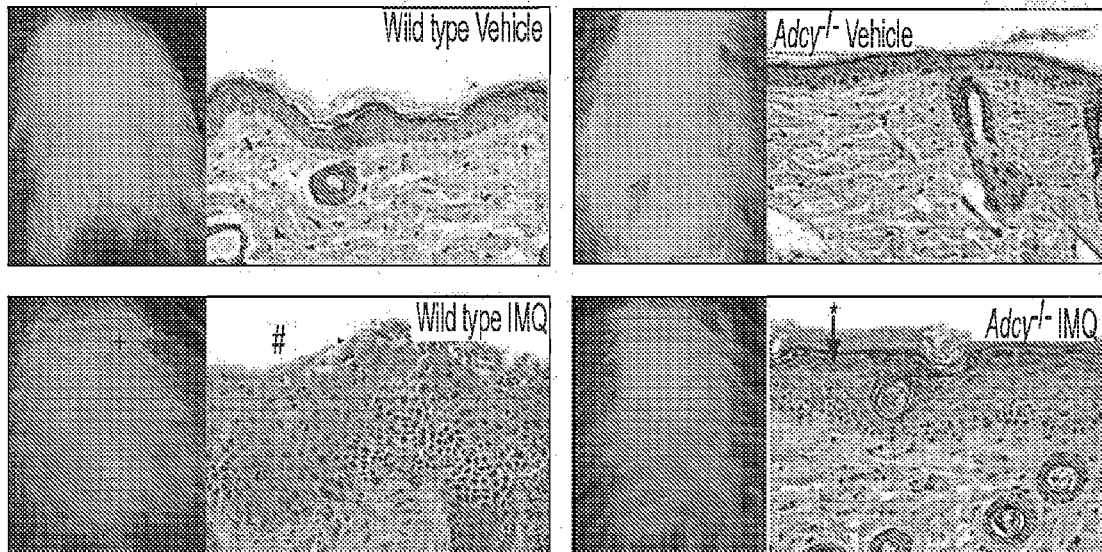 Wild type Vehicle
Adcy-/- Vehicle
#
Wild type IMQ
*
Adcy-/- IMQ